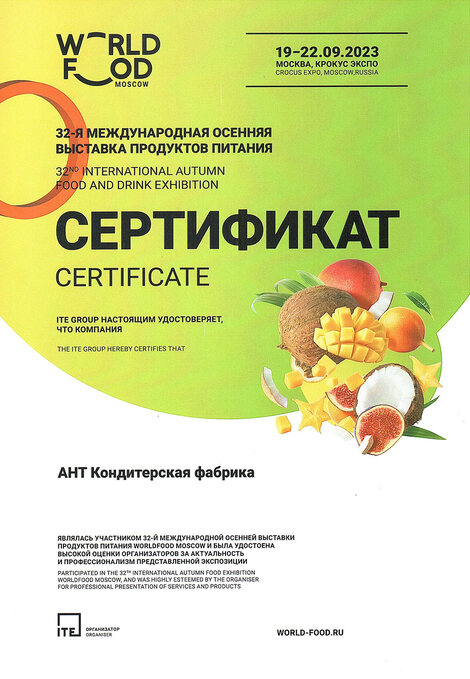 WORLD
FOOD
MOSCOW
19–22.09.2023
МОСКВА, КРОКУС ЭКСПО
CROCUS EXPO, MOSCOW,RUSSIA
32-Я МЕЖДУНАРОДНАЯ ОСЕННЯЯ
ВЫСТАВКА ПРОДУКТОВ ПИТАНИЯ
32ND INTERNATIONAL AUTUMN
FOOD AND DRINK EXHIBITION
СЕРТИФИКАТ
CERTIFICATE
ITE GROUP НАСТОЯЩИМ УДОСТОВЕРЯЕТ,
ЧТО КОМПАНИЯ
THE ITE GROUP HEREBY CERTIFIES THAT
АНТ Кондитерская фабрика
ЯВЛЯЛАСЬ УЧАСТНИКОМ 32-Й МЕЖДУНАРОДНОЙ ОСЕННЕЙ ВЫСТАВКИ
ПРОДУКТОВ ПИТАНИЯ WORLDFOOD MOSCOW И БЫЛА УДОСТОЕНА
ВЫСОКОЙ ОЦЕНКИ ОРГАНИЗАТОРОВ ЗА АКТУАЛЬНОСТЬ
И ПРОФЕССИОНАЛИЗМ ПРЕДСТАВЛЕННОЙ ЭКСПОЗИЦИИ
PARTICIPATED IN THE 32TH INTERNATIONAL AUTUMN FOOD EXHIBITION
WORLDFOOD MOSCOW, AND WAS HIGHLY ESTEEMED BY THE ORGANISER
FOR PROFESSIONAL PRESENTATION OF SERVICES AND PRODUCTS
ITE
ОРГАНИЗАТОР
ORGANISER
WORLD-FOOD.RU